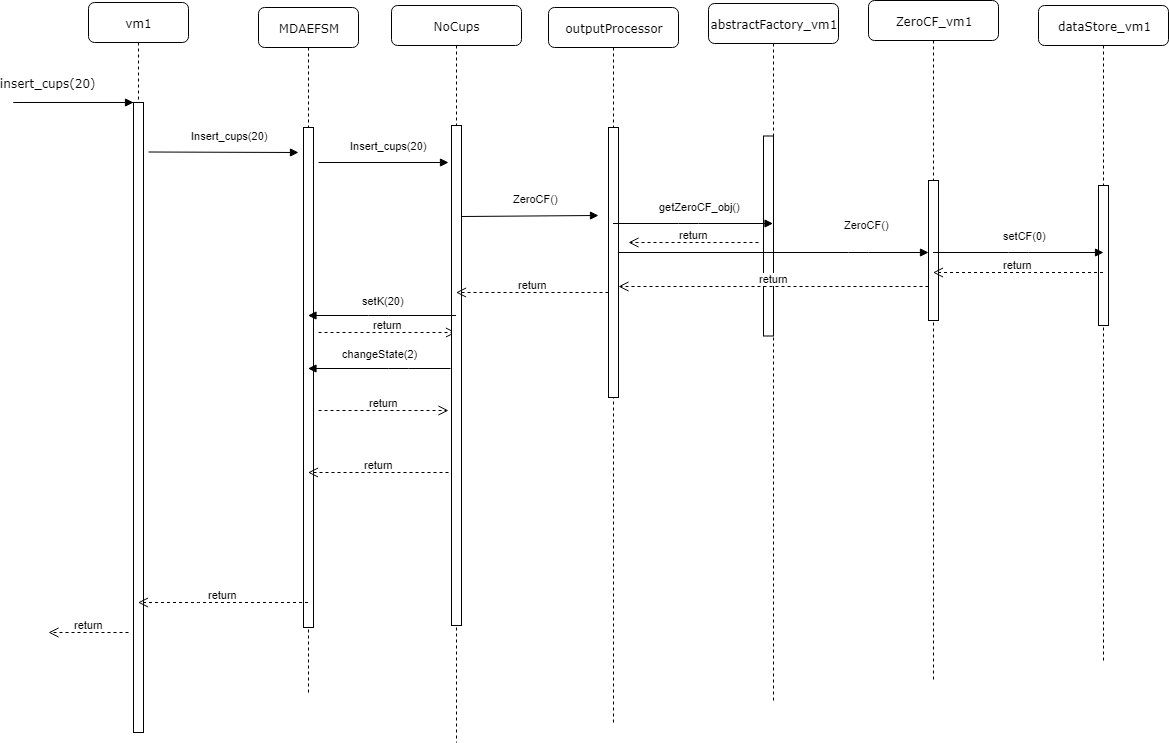 vm1
MDAEFSM
NoCups
outputProcessor
abstractFactory_vm1
ZeroCF_vm1
dataStore_vm1
insert_cups(20)
Insert_cups(20)
Insert_cups(20)
ZeroCF()
getZeroCF_obj()
return
ZeroCF()
setCF(0)
return
return
return
setK(20)
return
changeState(2)
return
return
return
return